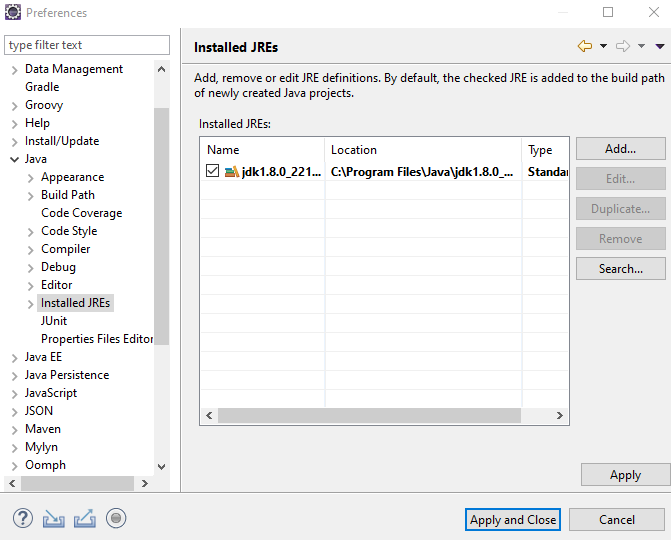 Preferences
type filter text
Data Management
Gradle
Groovy
Help
Install/Update
Java
Appearance
Build Path
Code Coverage
Code Style
Compiler
Debug
Editor
Installed JREs
JUnit
Properties Files Editor
Java EE
Java Persistence
JavaScript
JSON
Maven
Mylyn
Oomph
Installed JREs
Add, remove or edit JRE definitions. By default, the checked JRE is added to the build path
of newly created Java projects.
Installed JREs:
Name Location Type
jdk1.8.0_221... C:\Program Files\Java\jdk1.8.0_... Standa
Add...
Edit...
Duplicate...
Remove
Search...
Apply
Apply and Close
Cancel